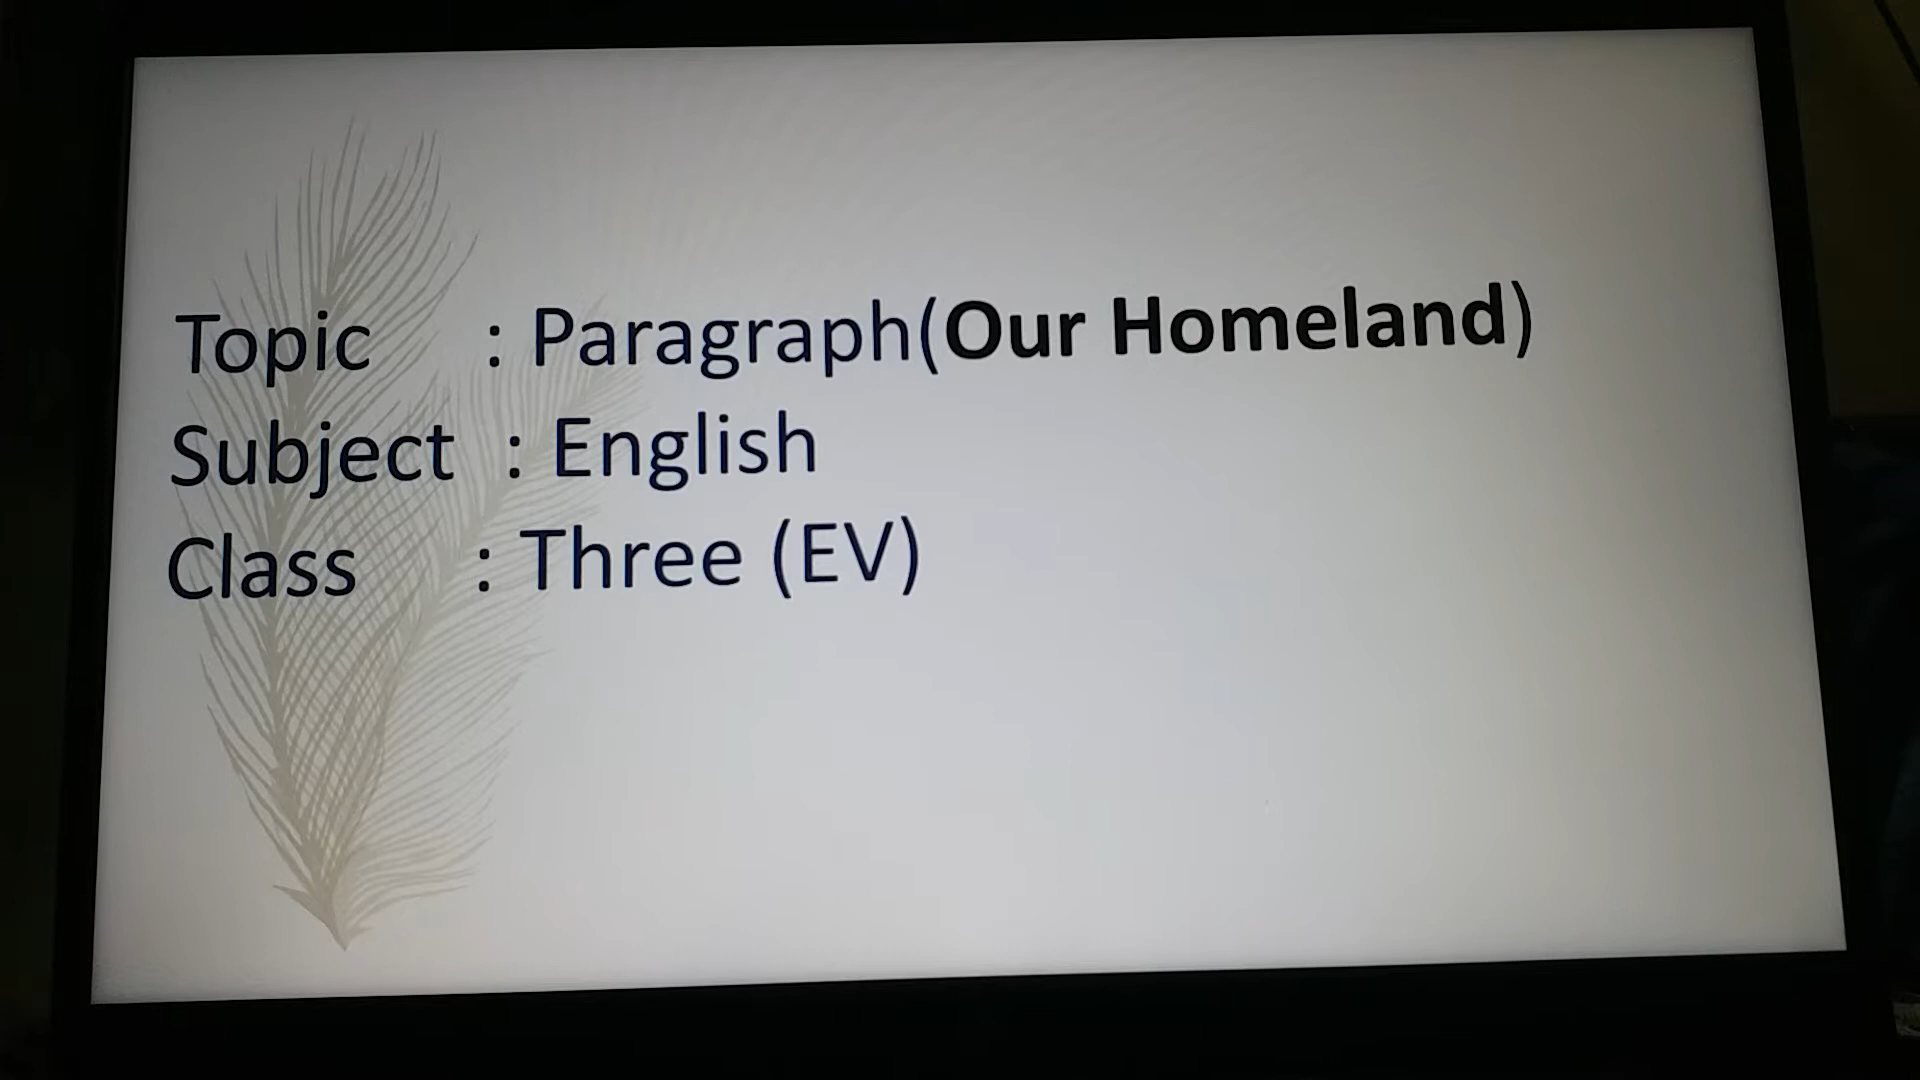 Topic : Paragraph(Our Homeland)
Subject : English
Class : Three (EV)